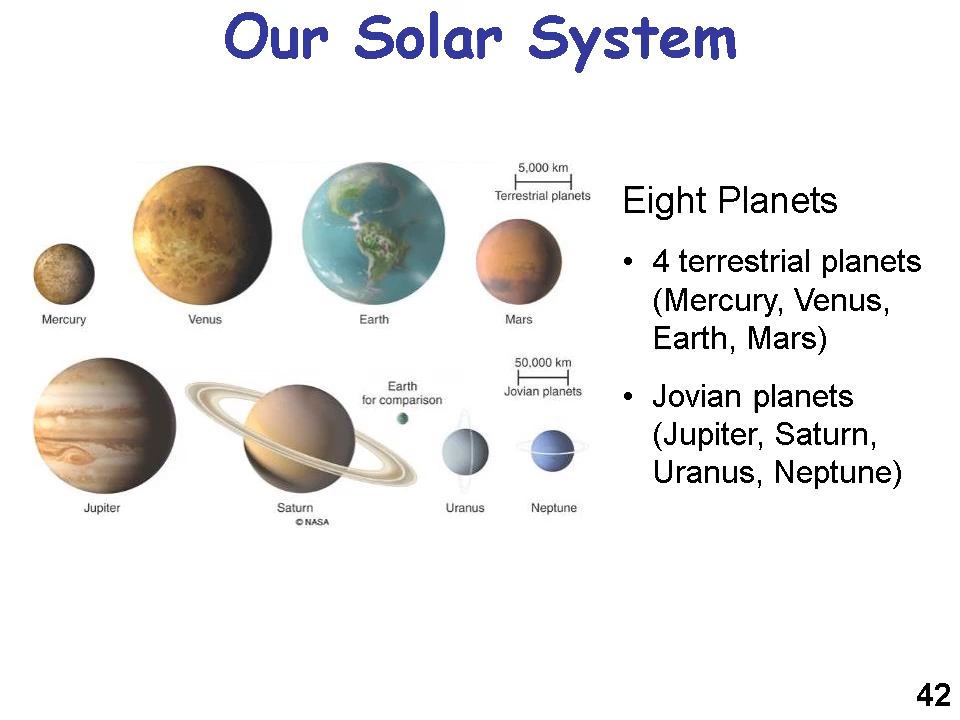 Our Solar System
5,000 km
Terrestrial planets
Mercury
Venus
Earth
Mars
50,000 km
Jovian planets
Earth
for comparison
Jupiter
Saturn
Uranus
Neptune
© NASA
Eight Planets
• 4 terrestrial planets
(Mercury, Venus,
Earth, Mars)
• Jovian planets
(Jupiter, Saturn,
Uranus, Neptune)
42